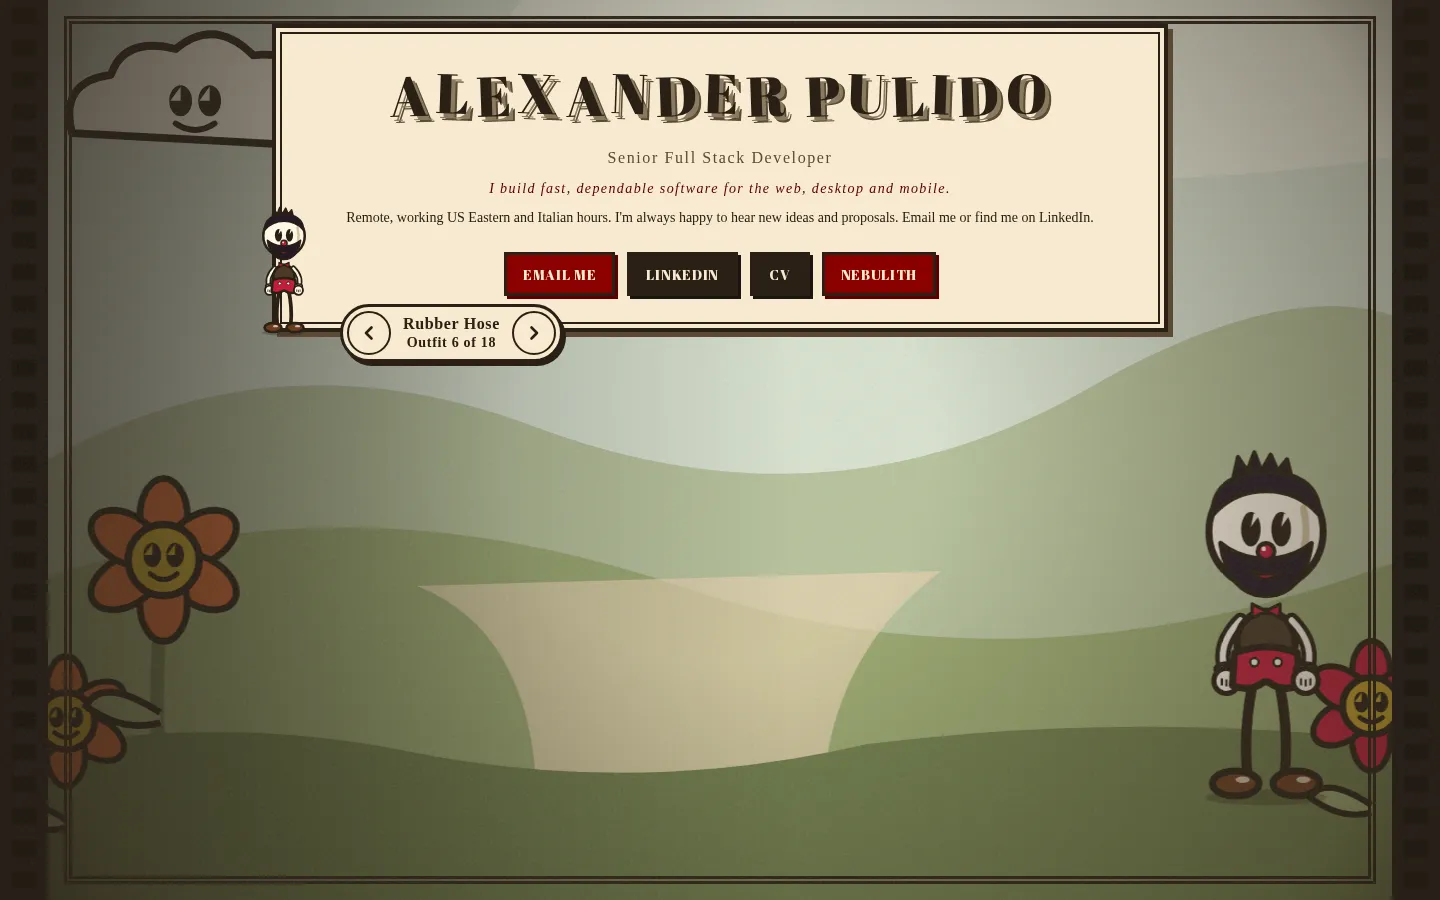 ALEXANDER PULIDO
Senior Full Stack Developer
I build fast, dependable software for the web, desktop and mobile.
Remote, working US Eastern and Italian hours. I'm always happy to hear new ideas and proposals. Email me or find me on LinkedIn.
EMAIL ME LINKEDIN CV NEBULITH
Rubber Hose
Outfit 6 of 18